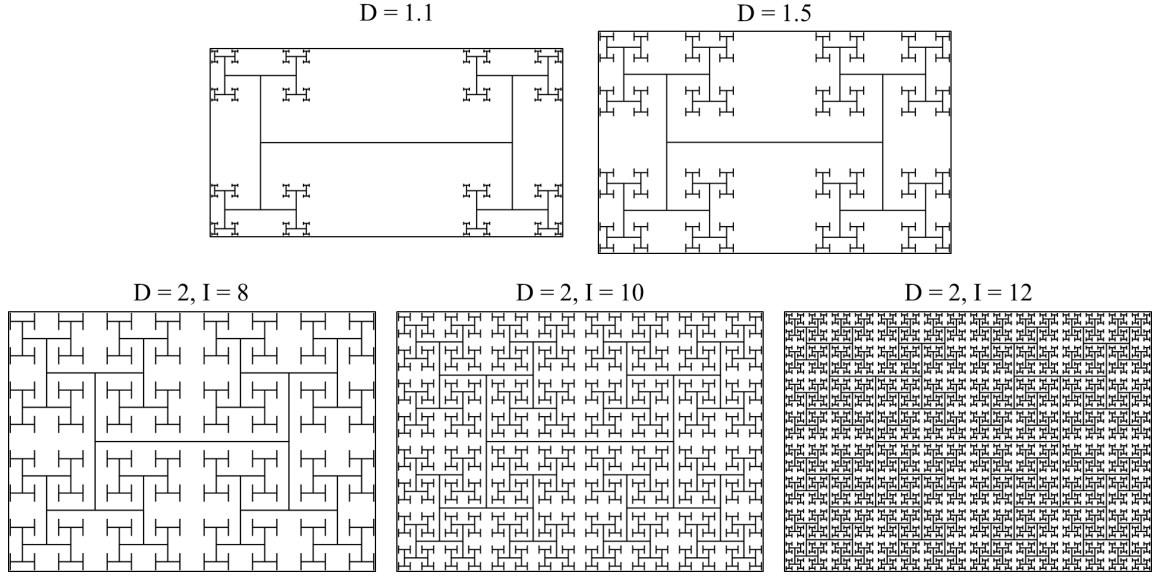 D = 1.1
D = 1.5
D = 2, I = 8
D = 2, I = 10
D = 2, I = 12